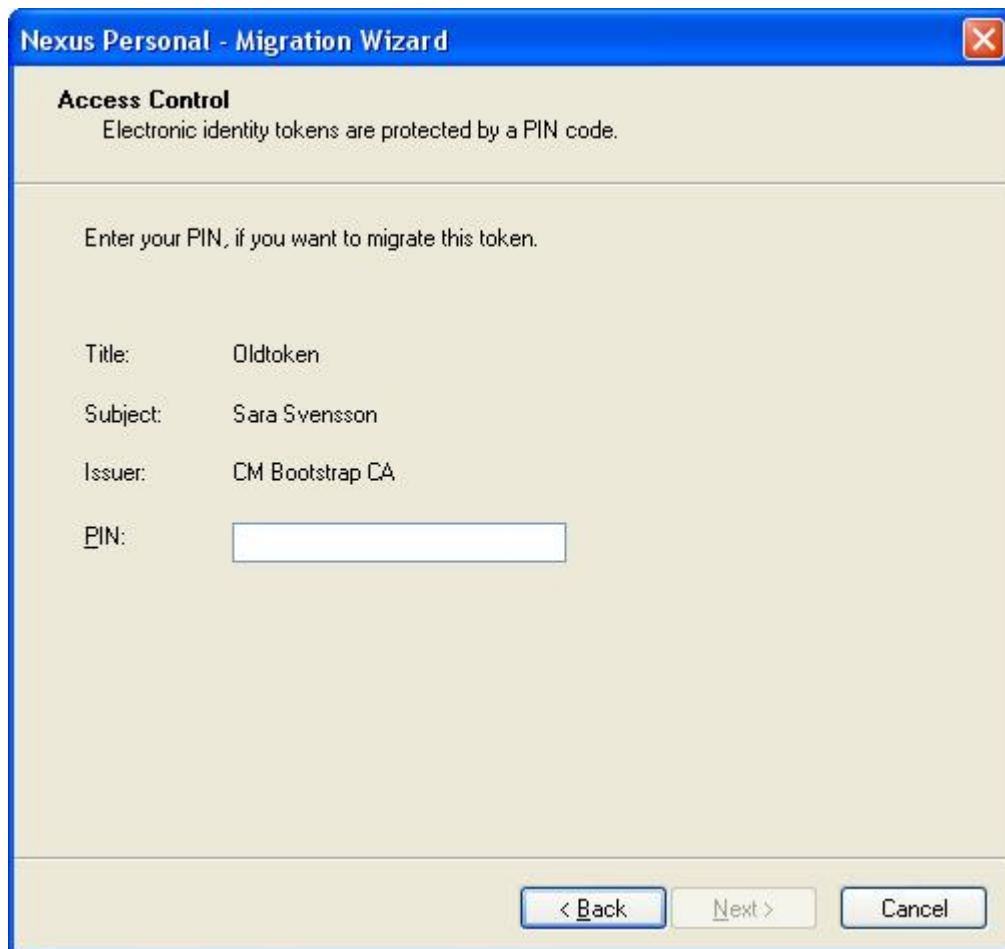 Nexus Personal - Migration Wizard
Access Control
Electronic identity tokens are protected by a PIN code.
Enter your PIN, if you want to migrate this token.
Title: Oldtoken
Subject: Sara Svensson
Issuer: CM Bootstrap CA
PIN:
< Back Next > Cancel